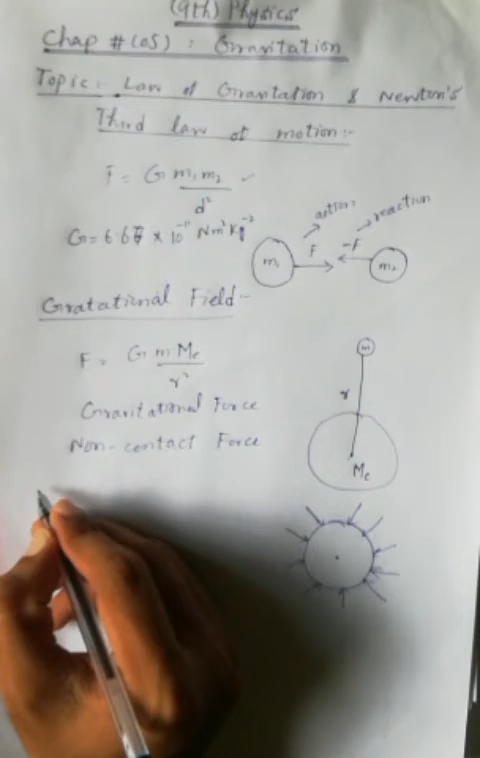 (9th) Physics
Chap # (05) : Gravitation
Topic: Law of Gravitation & Newton's
Third law of motion:-
F = G m₁m₂ / d²
G = 6.67 × 10⁻¹¹ Nm²Kg⁻²
action
reaction
F
-F
m₁
m₂
Gratational Field:-
F = G m Me / r²
Gravitational Force
Non-contact Force
m
r
Me